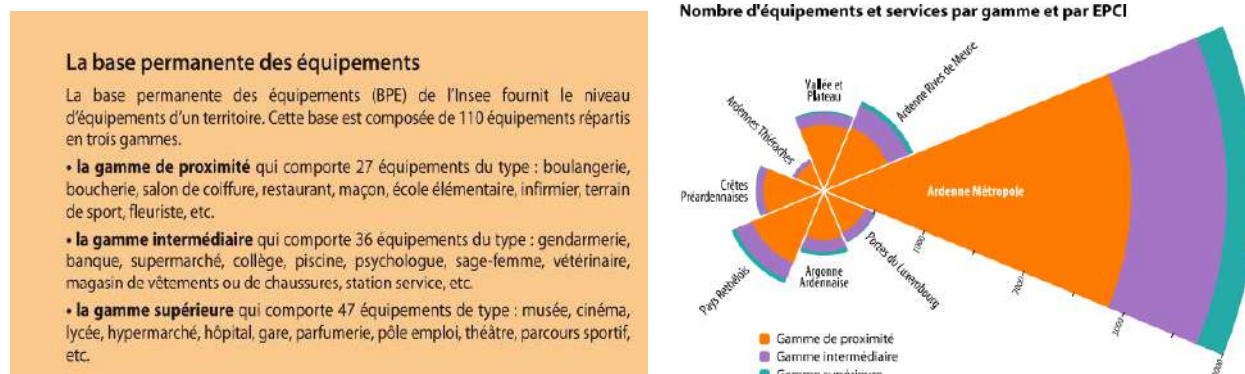 La base permanente des équipements
La base permanente des équipements (BPE) de l'Insee fournit le niveau
d'équipements d'un territoire. Cette base est composée de 110 équipements répartis
en trois gammes.
• la gamme de proximité qui comporte 27 équipements du type : boulangerie,
boucherie, salon de coiffure, restaurant, maçon, école élémentaire, infirmier, terrain
de sport, fleuriste, etc.
• la gamme intermédiaire qui comporte 36 équipements du type : gendarmerie,
banque, supermarché, collège, piscine, psychologue, sage-femme, vétérinaire,
magasin de vêtements ou de chaussures, station service, etc.
• la gamme supérieure qui comporte 47 équipements de type : musée, cinéma,
lycée, hypermarché, hôpital, gare, parfumerie, pôle emploi, théâtre, parcours sportif,
etc.
Nombre d'équipements et services par gamme et par EPCI
Vallée et
Plateau
Ardenne Rives de Meuse
Ardennes Thiérache
Crêtes
Préardennaises
Ardenne Métropole
Pays Rethélois
Argonne
Ardennaise
Portes du Luxembourg
1000
2000
3000
Gamme de proximité
Gamme intermédiaire
Gamme supérieure